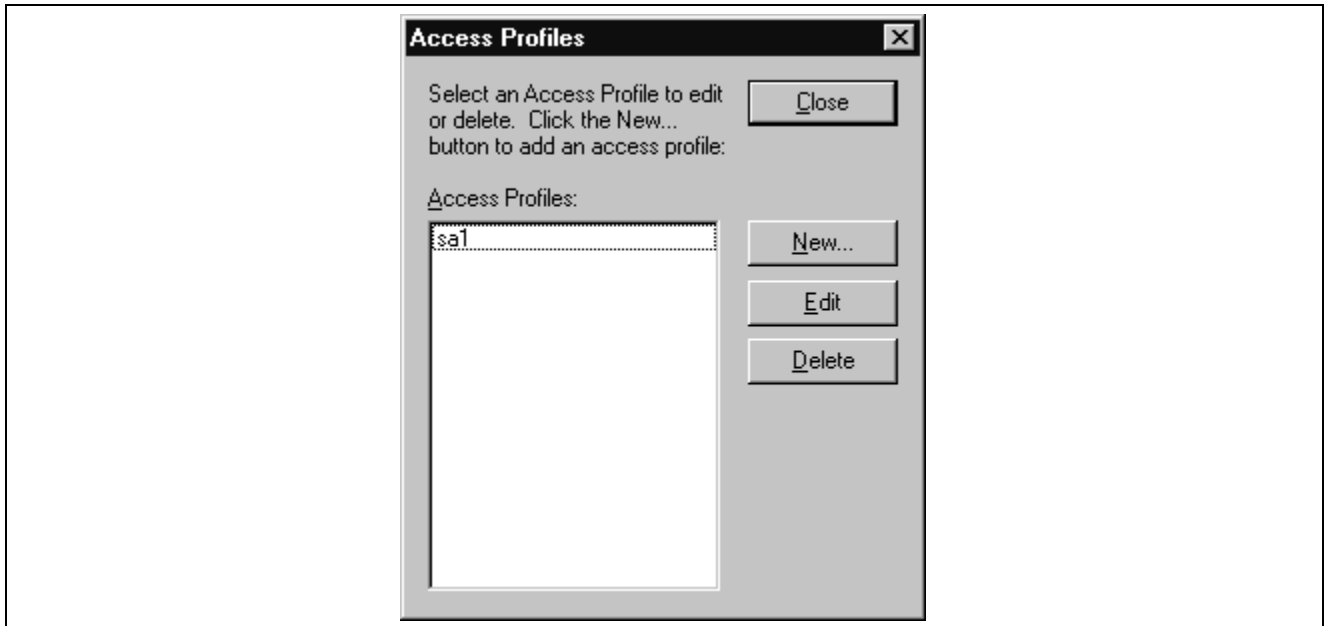 Access Profiles
Select an Access Profile to edit
or delete. Click the New...
button to add an access profile:
Close
Access Profiles:
sa1
New...
Edit
Delete